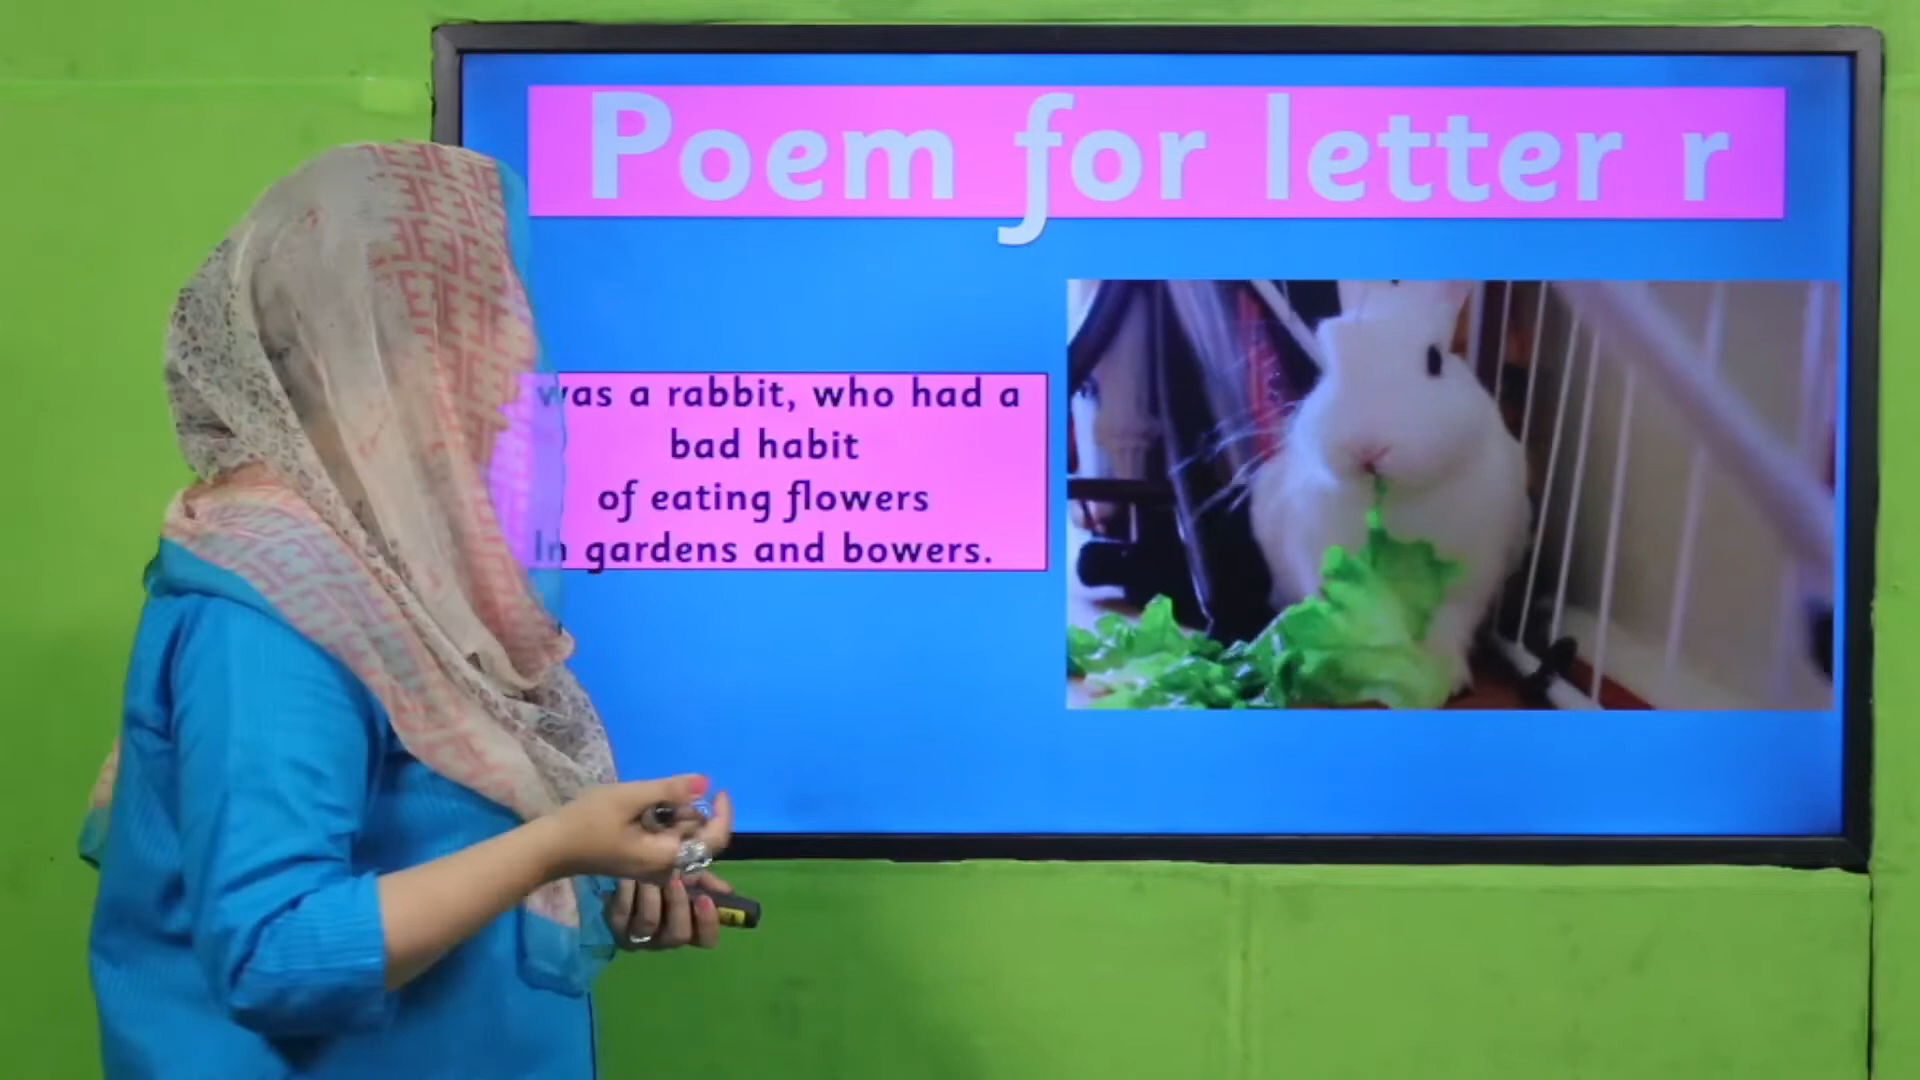 Poem for letter r
was a rabbit, who had a
bad habit
of eating flowers
In gardens and bowers.